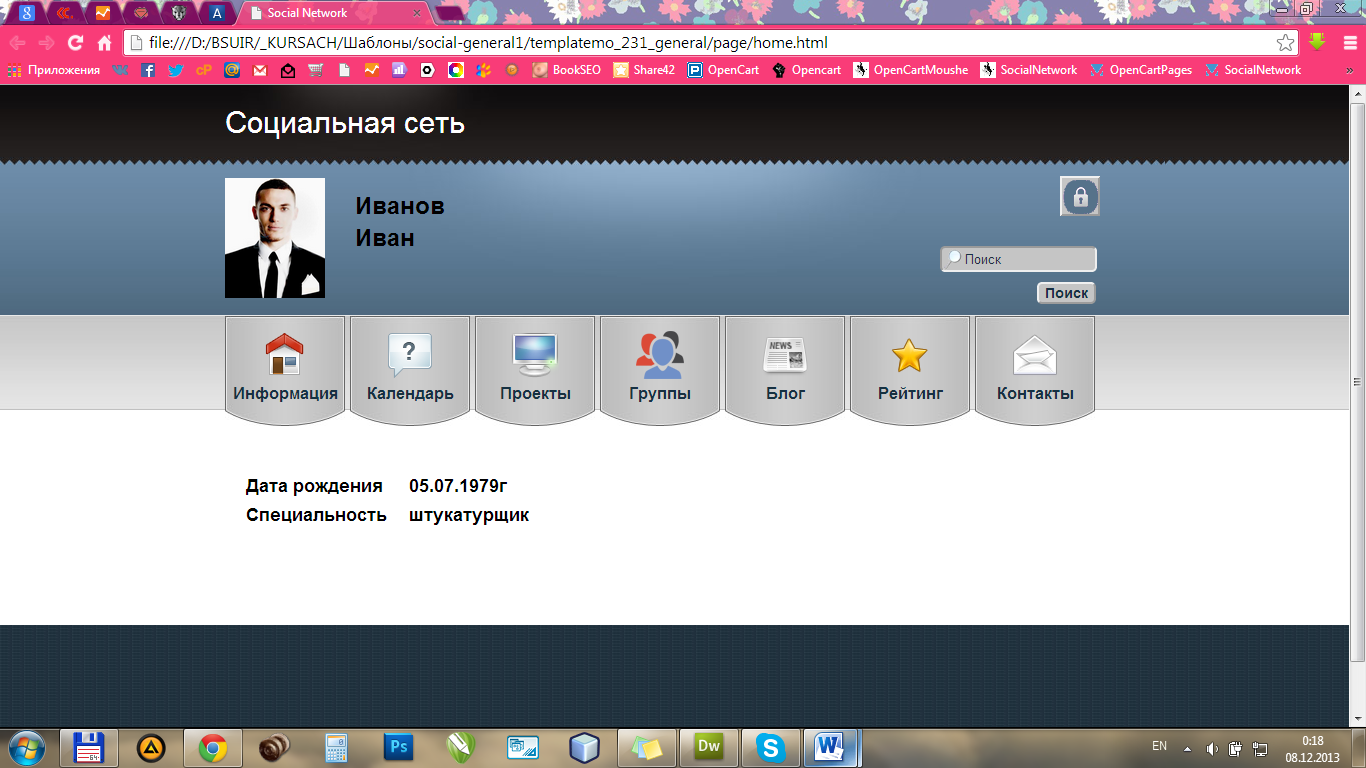 Social Network
file:///D:/BSUIR/_KURSACH/Шаблоны/social-general1/templatemo_231_general/page/home.html
Приложения BookSEO Share42 OpenCart Opencart OpenCartMoushe SocialNetwork OpenCartPages SocialNetwork »
Социальная сеть
Иванов
Иван
Поиск
Поиск
Информация Календарь Проекты Группы Блог Рейтинг Контакты
Дата рождения 05.07.1979г
Специальность штукатурщик
EN 0:18
08.12.2013